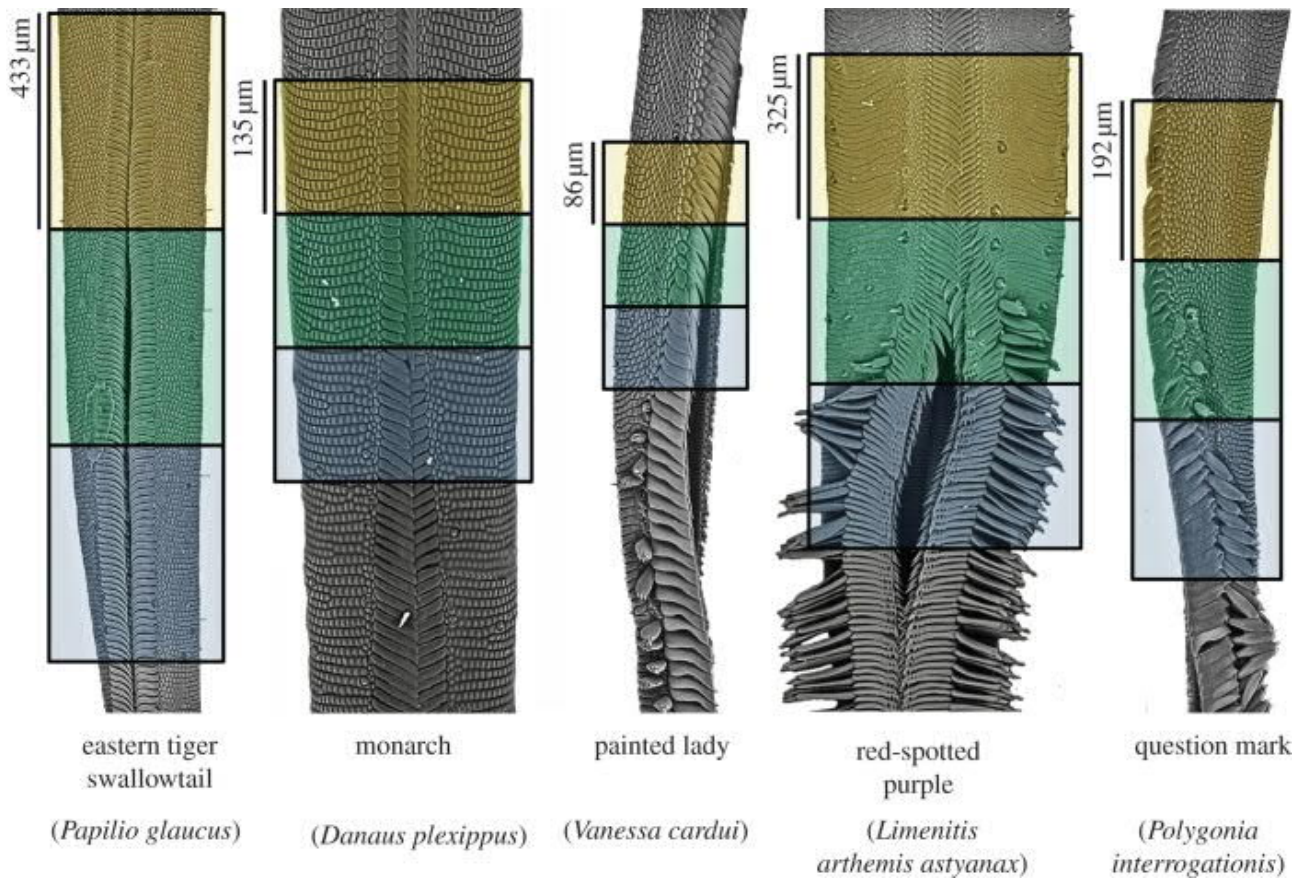 433 µm
135 µm
86 µm
325 µm
192 µm
eastern tiger
swallowtail
(Papilio glaucus)
monarch
(Danaus plexippus)
painted lady
(Vanessa cardui)
red-spotted
purple
(Limenitis
arthemis astyanax)
question mark
(Polygonia
interrogationis)